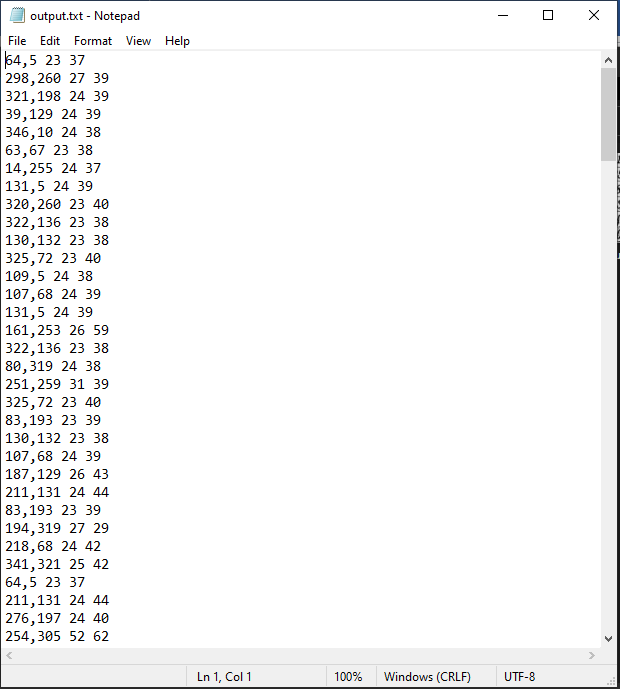 output.txt - Notepad
File Edit Format View Help
64,5 23 37
298,260 27 39
321,198 24 39
39,129 24 39
346,10 24 38
63,67 23 38
14,255 24 37
131,5 24 39
320,260 23 40
322,136 23 38
130,132 23 38
325,72 23 40
109,5 24 38
107,68 24 39
131,5 24 39
161,253 26 59
322,136 23 38
80,319 24 38
251,259 31 39
325,72 23 40
83,193 23 39
130,132 23 38
107,68 24 39
187,129 26 43
211,131 24 44
83,193 23 39
194,319 27 29
218,68 24 42
341,321 25 42
64,5 23 37
211,131 24 44
276,197 24 40
254,305 52 62
Ln 1, Col 1 100% Windows (CRLF) UTF-8